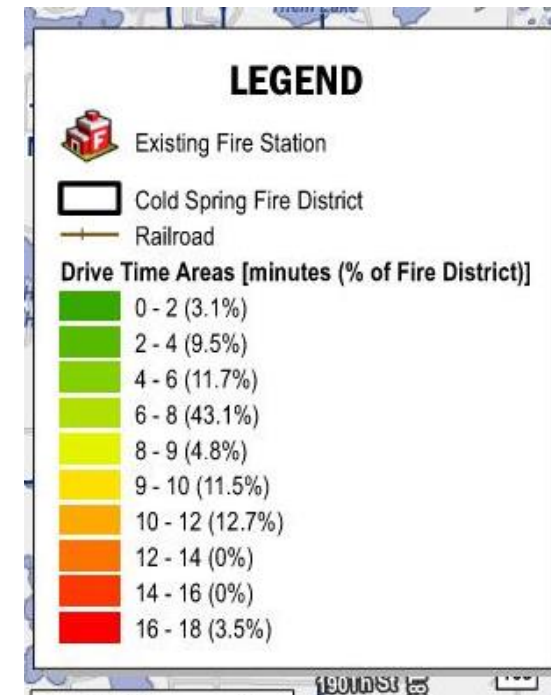 LEGEND
Existing Fire Station
Cold Spring Fire District
Railroad
Drive Time Areas [minutes (% of Fire District)]
0 - 2 (3.1%)
2 - 4 (9.5%)
4 - 6 (11.7%)
6 - 8 (43.1%)
8 - 9 (4.8%)
9 - 10 (11.5%)
10 - 12 (12.7%)
12 - 14 (0%)
14 - 16 (0%)
16 - 18 (3.5%)
190Th St